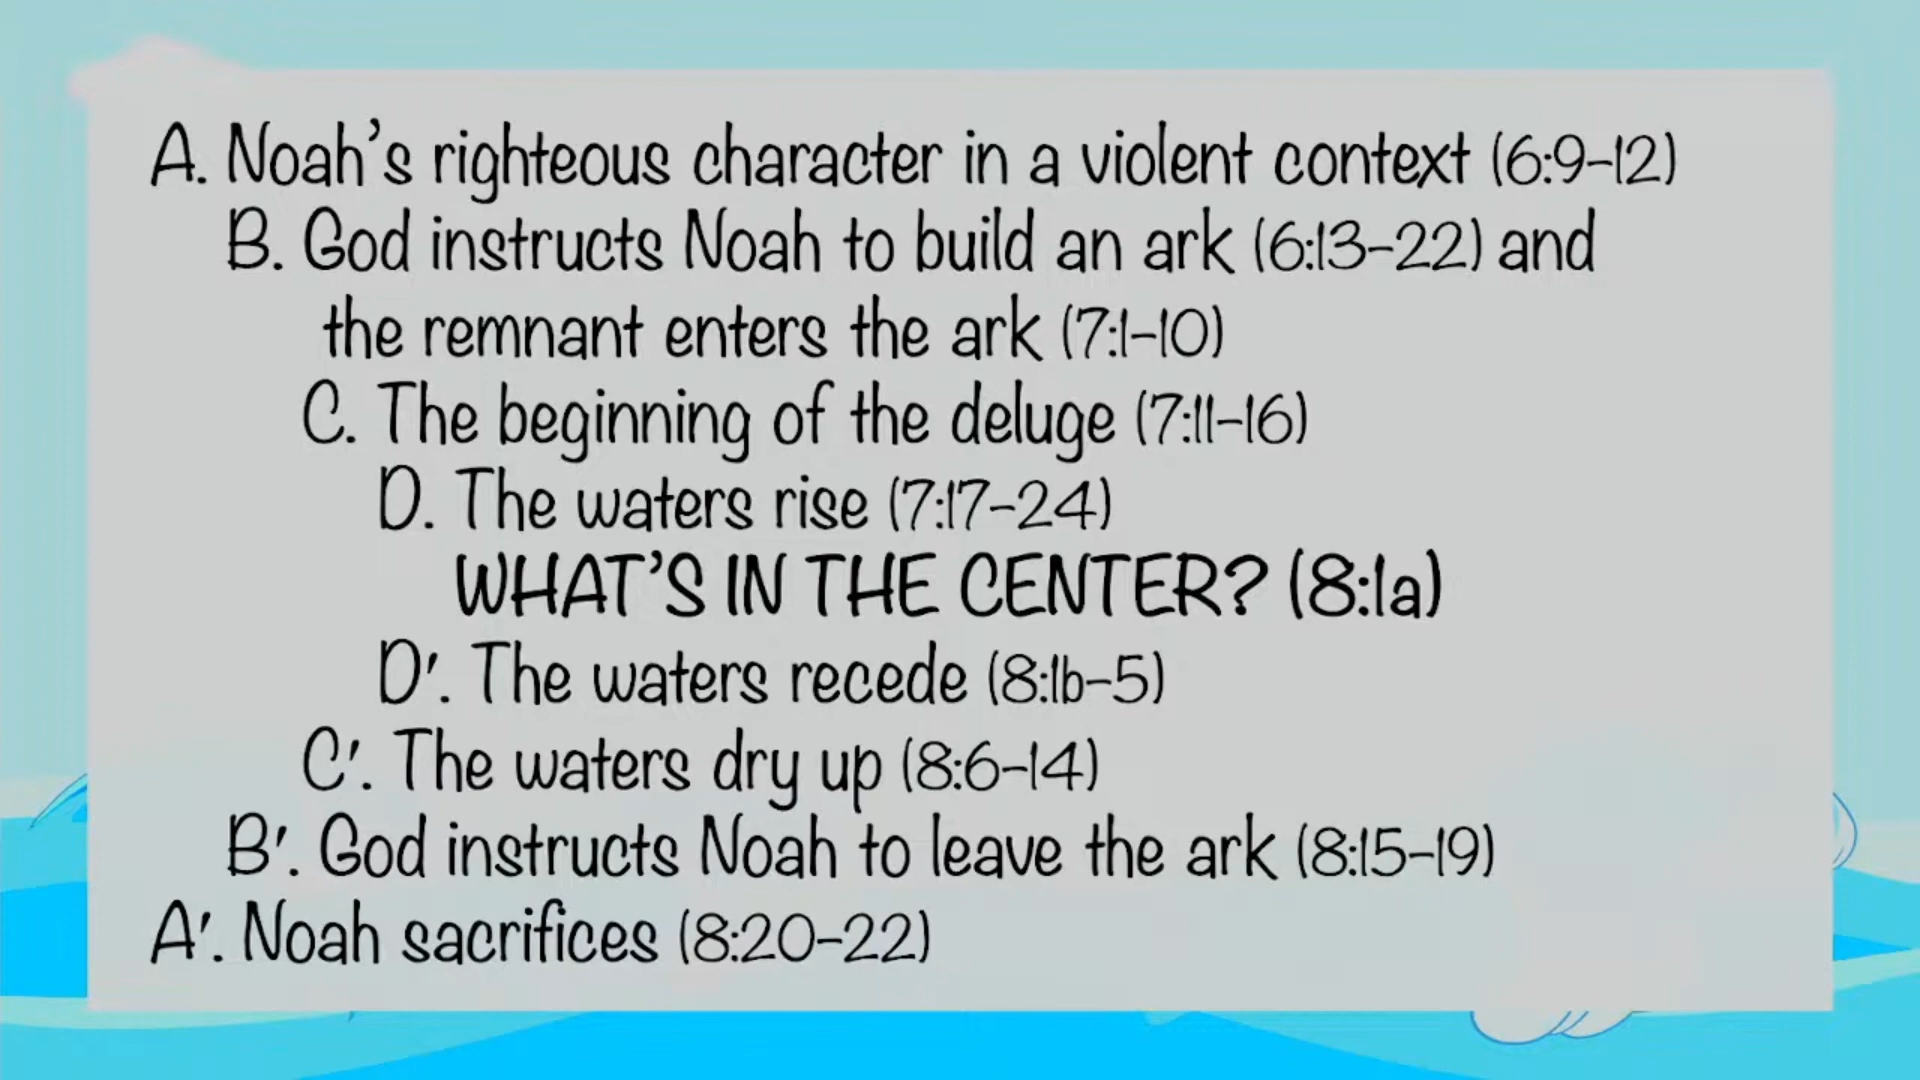 A. Noah's righteous character in a violent context (6:9–12)
B. God instructs Noah to build an ark (6:13–22) and
the remnant enters the ark (7:1–10)
C. The beginning of the deluge (7:11–16)
D. The waters rise (7:17–24)
WHAT'S IN THE CENTER? (8:1a)
D′. The waters recede (8:1b–5)
C′. The waters dry up (8:6–14)
B′. God instructs Noah to leave the ark (8:15–19)
A′. Noah sacrifices (8:20–22)